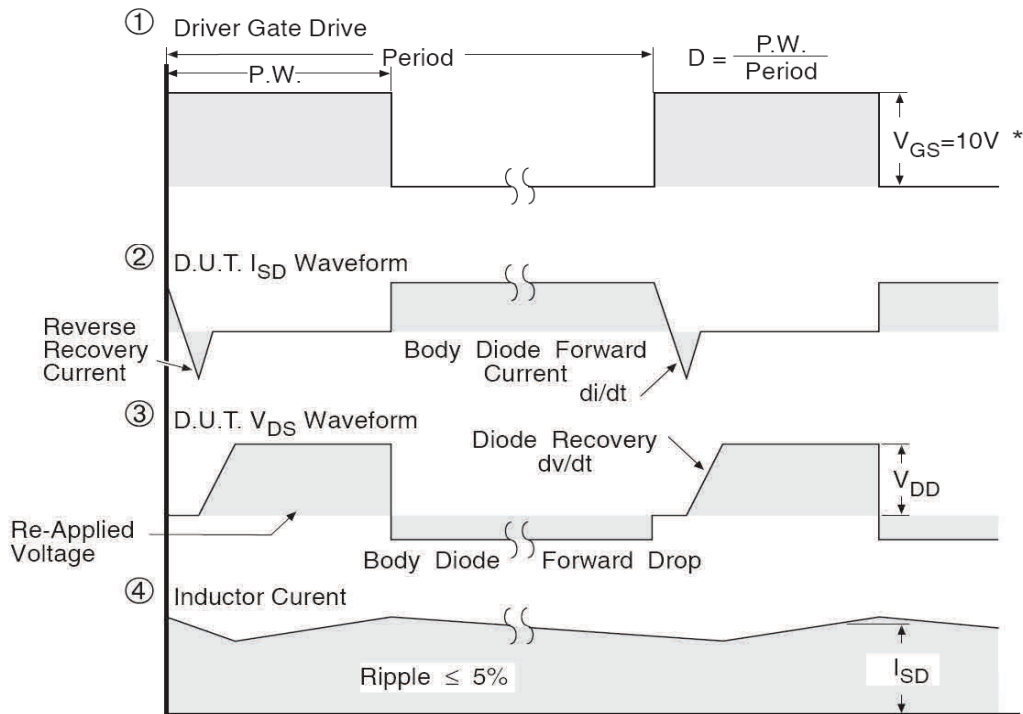 ① Driver Gate Drive
P.W.
Period
D = P.W.
Period
V_GS=10V *
② D.U.T. I_SD Waveform
Reverse
Recovery
Current
Body Diode Forward
Current
di/dt
③ D.U.T. V_DS Waveform
Diode Recovery
dv/dt
V_DD
Re-Applied
Voltage
Body Diode Forward Drop
④ Inductor Curent
Ripple ≤ 5%
I_SD